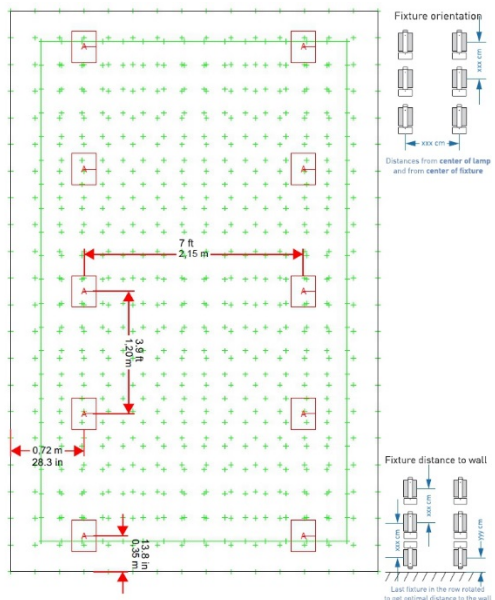 Fixture orientation
A
A
xxx cm
xxx cm
Distances from center of lamp
and from center of fixture
A
A
7 ft
2,15 m
A
A
3.9 ft
1,20 m
A
A
0,72 m
28.3 in
Fixture distance to wall
xxx cm
xxx cm
yyy cm
A
A
13.8 in
0,35 m
Last fixture in the row rotated
to get optimal distance to the wall